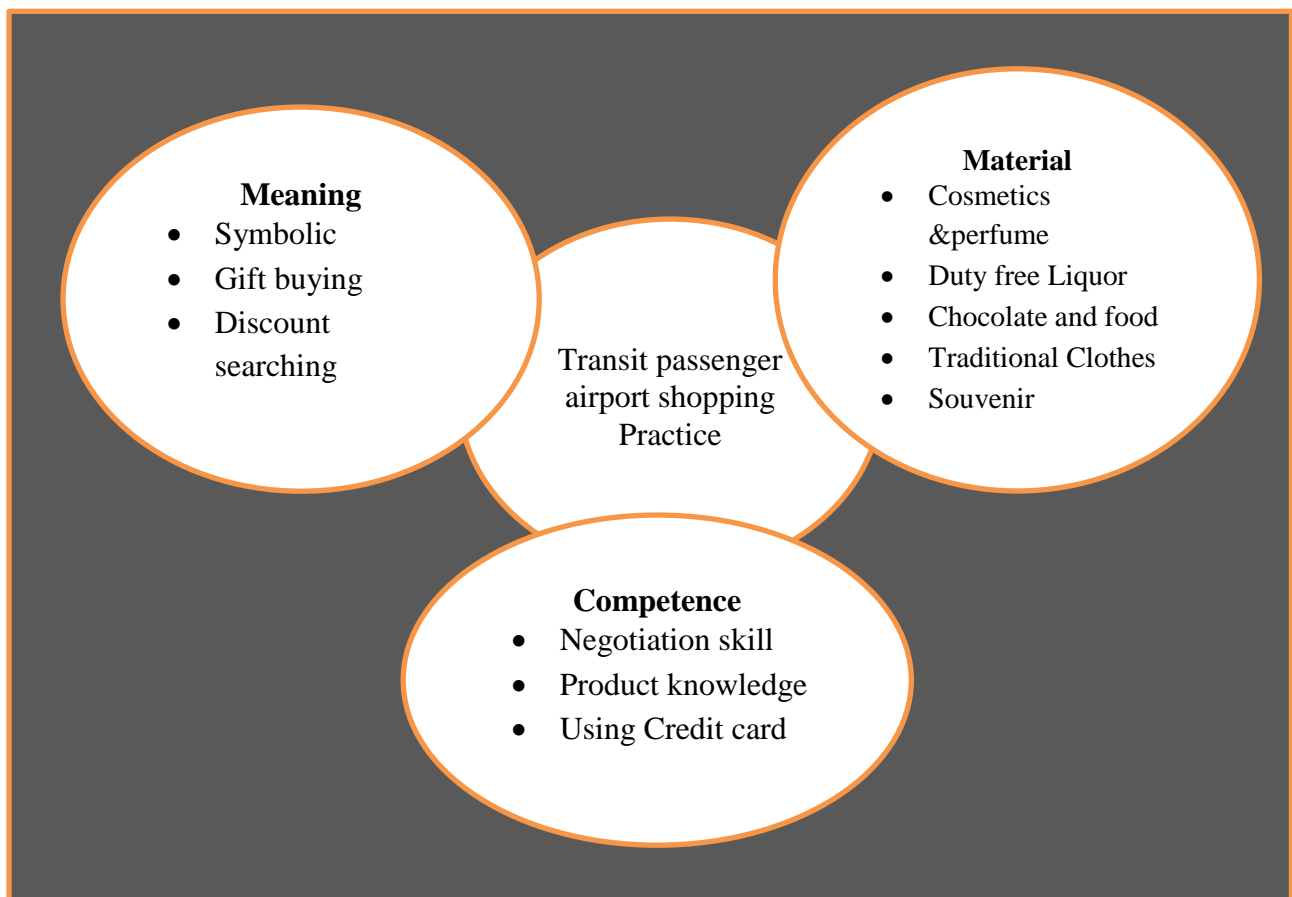 Meaning
• Symbolic
• Gift buying
• Discount
searching
Material
• Cosmetics
&perfume
• Duty free Liquor
• Chocolate and food
• Traditional Clothes
• Souvenir
Transit passenger
airport shopping
Practice
Competence
• Negotiation skill
• Product knowledge
• Using Credit card